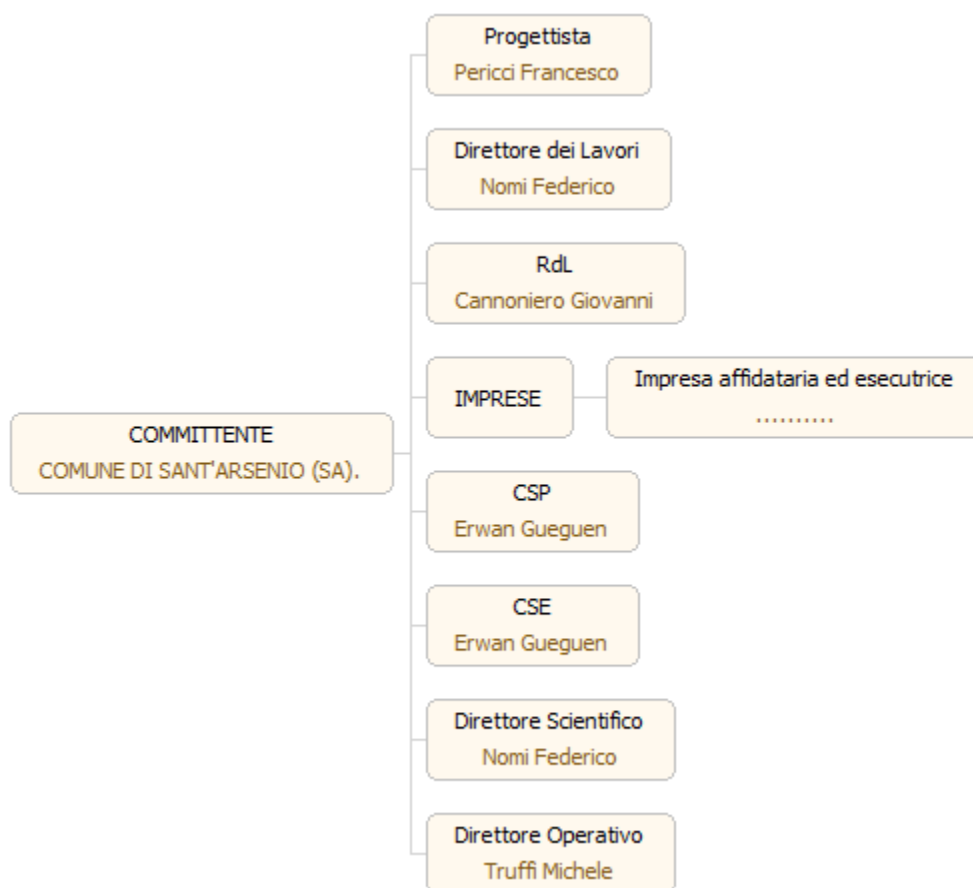 Progettista
Pericci Francesco
Direttore dei Lavori
Nomi Federico
RdL
Cannoniero Giovanni
IMPRESE
Impresa affidataria ed esecutrice
..........
COMMITTENTE
COMUNE DI SANT'ARSENIO (SA).
CSP
Erwan Gueguen
CSE
Erwan Gueguen
Direttore Scientifico
Nomi Federico
Direttore Operativo
Truffi Michele